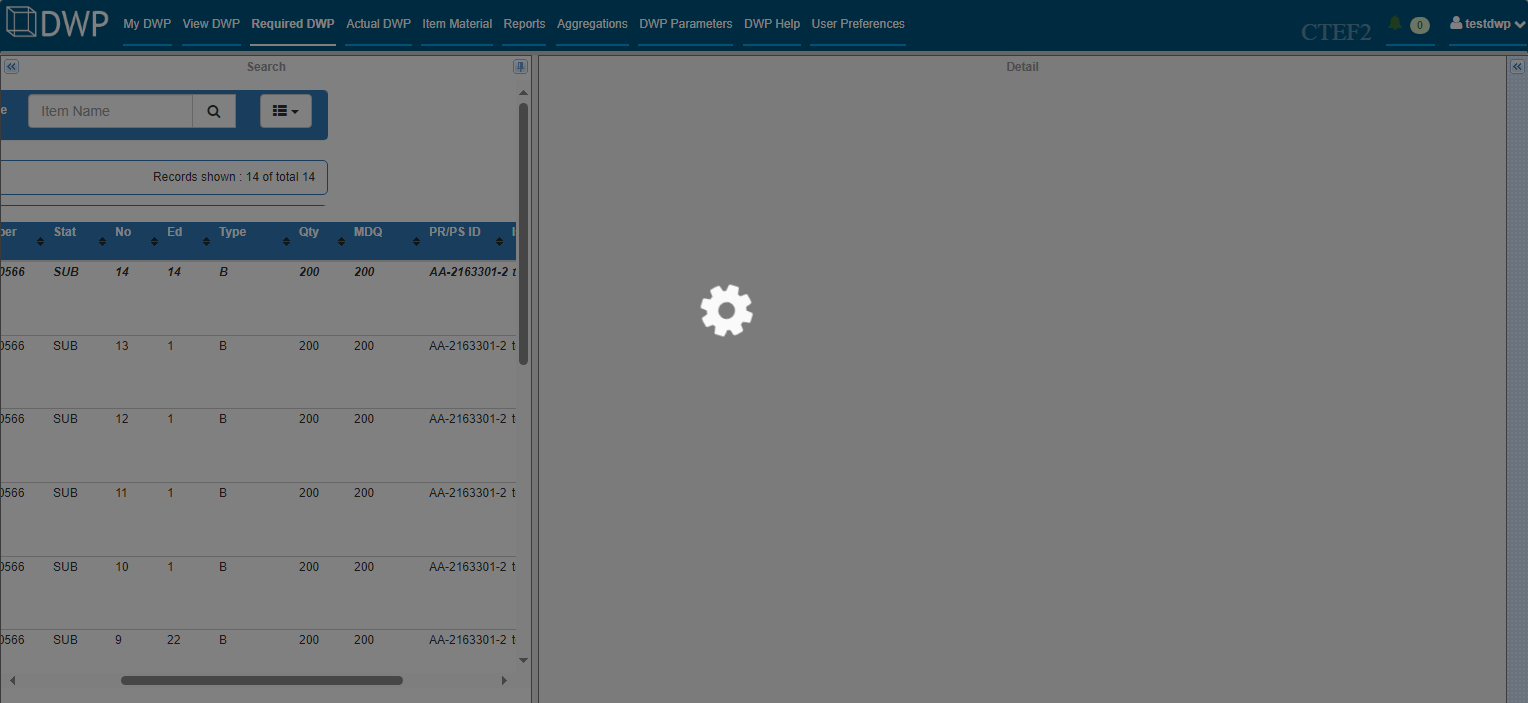 DWP My DWP View DWP Required DWP Actual DWP Item Material Reports Aggregations DWP Parameters DWP Help User Preferences CTEF2 0 testdwp
Search Detail
e Item Name
Records shown : 14 of total 14
per Stat No Ed Type Qty MDQ PR/PS ID
0566 SUB 14 14 B 200 200 AA-2163301-2 t
0566 SUB 13 1 B 200 200 AA-2163301-2 t
0566 SUB 12 1 B 200 200 AA-2163301-2 t
0566 SUB 11 1 B 200 200 AA-2163301-2 t
0566 SUB 10 1 B 200 200 AA-2163301-2 t
0566 SUB 9 22 B 200 200 AA-2163301-2 t